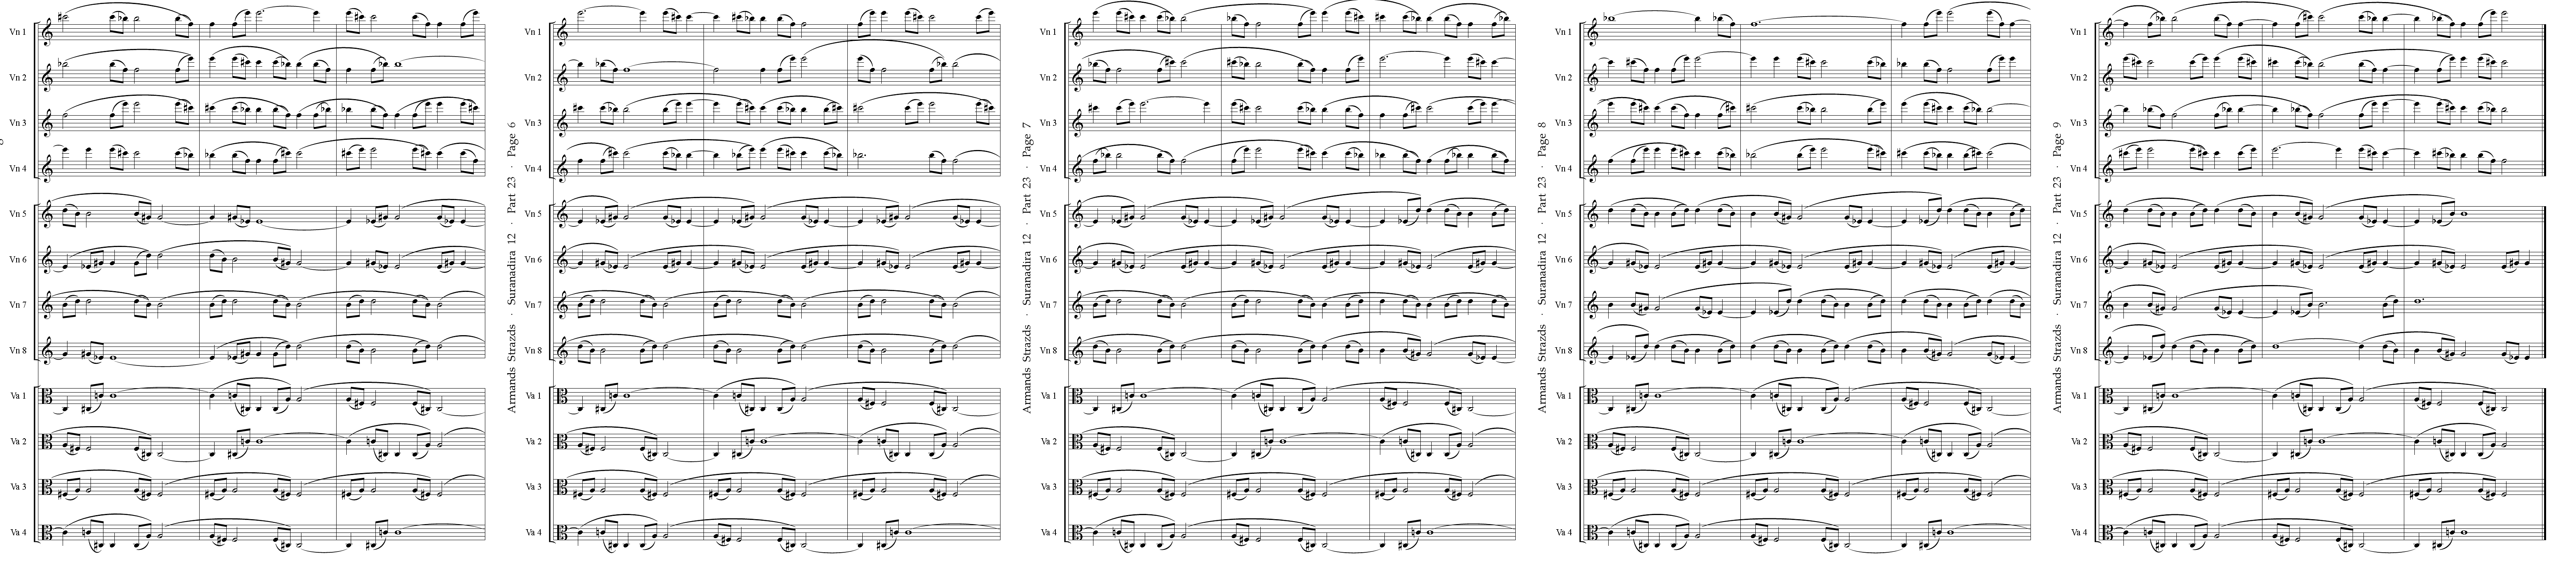 Vn 1
Vn 2
Vn 3
Vn 4
Vn 5
Vn 6
Vn 7
Vn 8
Va 1
Va 2
Va 3
Va 4
Armands Strazds · Suranadira 12 · Part 23 · Page 6
Vn 1
Vn 2
Vn 3
Vn 4
Vn 5
Vn 6
Vn 7
Vn 8
Va 1
Va 2
Va 3
Va 4
Armands Strazds · Suranadira 12 · Part 23 · Page 7
Vn 1
Vn 2
Vn 3
Vn 4
Vn 5
Vn 6
Vn 7
Vn 8
Va 1
Va 2
Va 3
Va 4
Armands Strazds · Suranadira 12 · Part 23 · Page 8
Vn 1
Vn 2
Vn 3
Vn 4
Vn 5
Vn 6
Vn 7
Vn 8
Va 1
Va 2
Va 3
Va 4
Armands Strazds · Suranadira 12 · Part 23 · Page 9
Vn 1
Vn 2
Vn 3
Vn 4
Vn 5
Vn 6
Vn 7
Vn 8
Va 1
Va 2
Va 3
Va 4